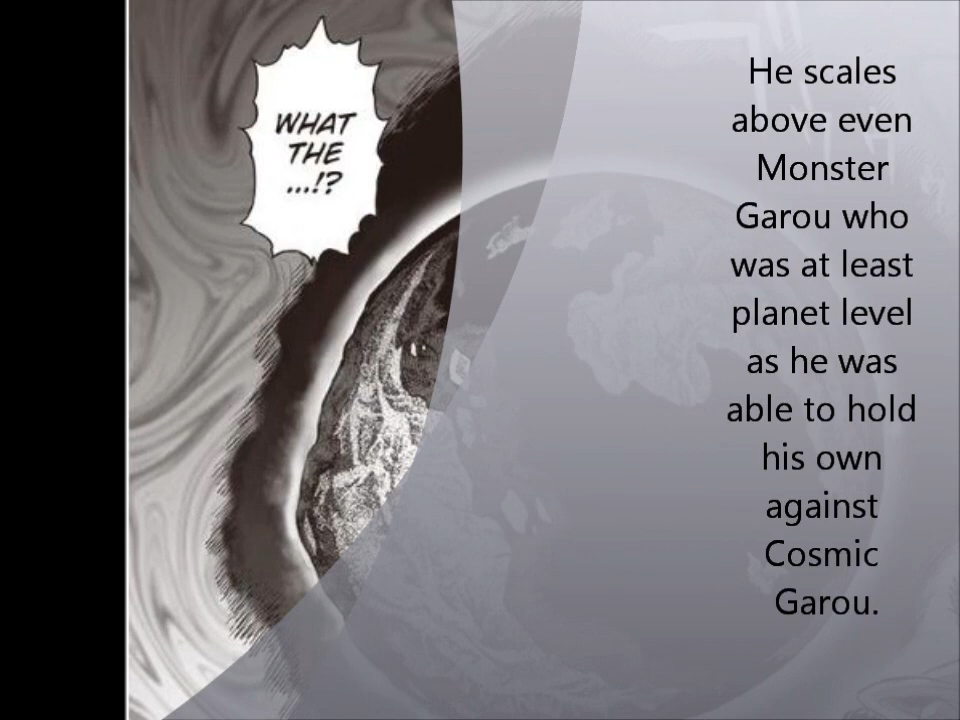 WHAT
THE
...!?
He scales
above even
Monster
Garou who
was at least
planet level
as he was
able to hold
his own
against
Cosmic
Garou.